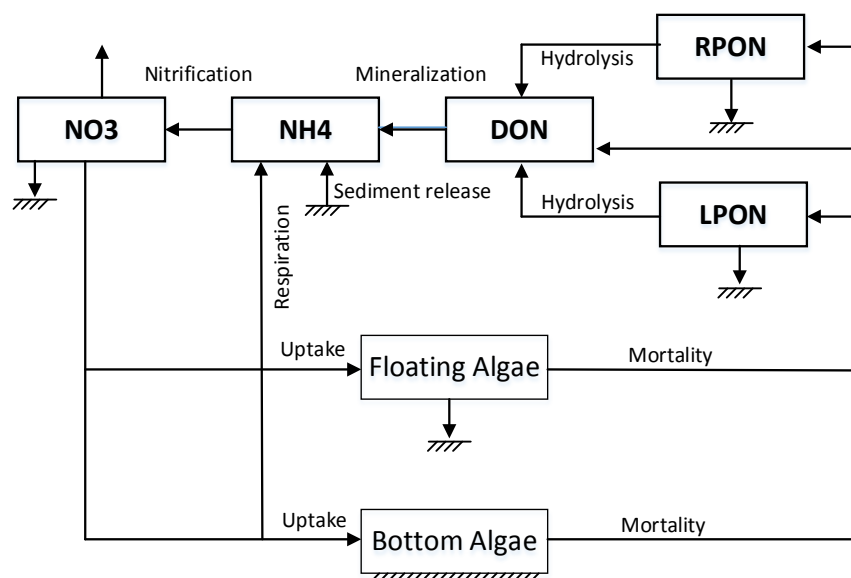 RPON
Hydrolysis
Nitrification
Mineralization
NO3
NH4
DON
Sediment release
Hydrolysis
LPON
Respiration
Uptake
Floating Algae
Mortality
Uptake
Bottom Algae
Mortality